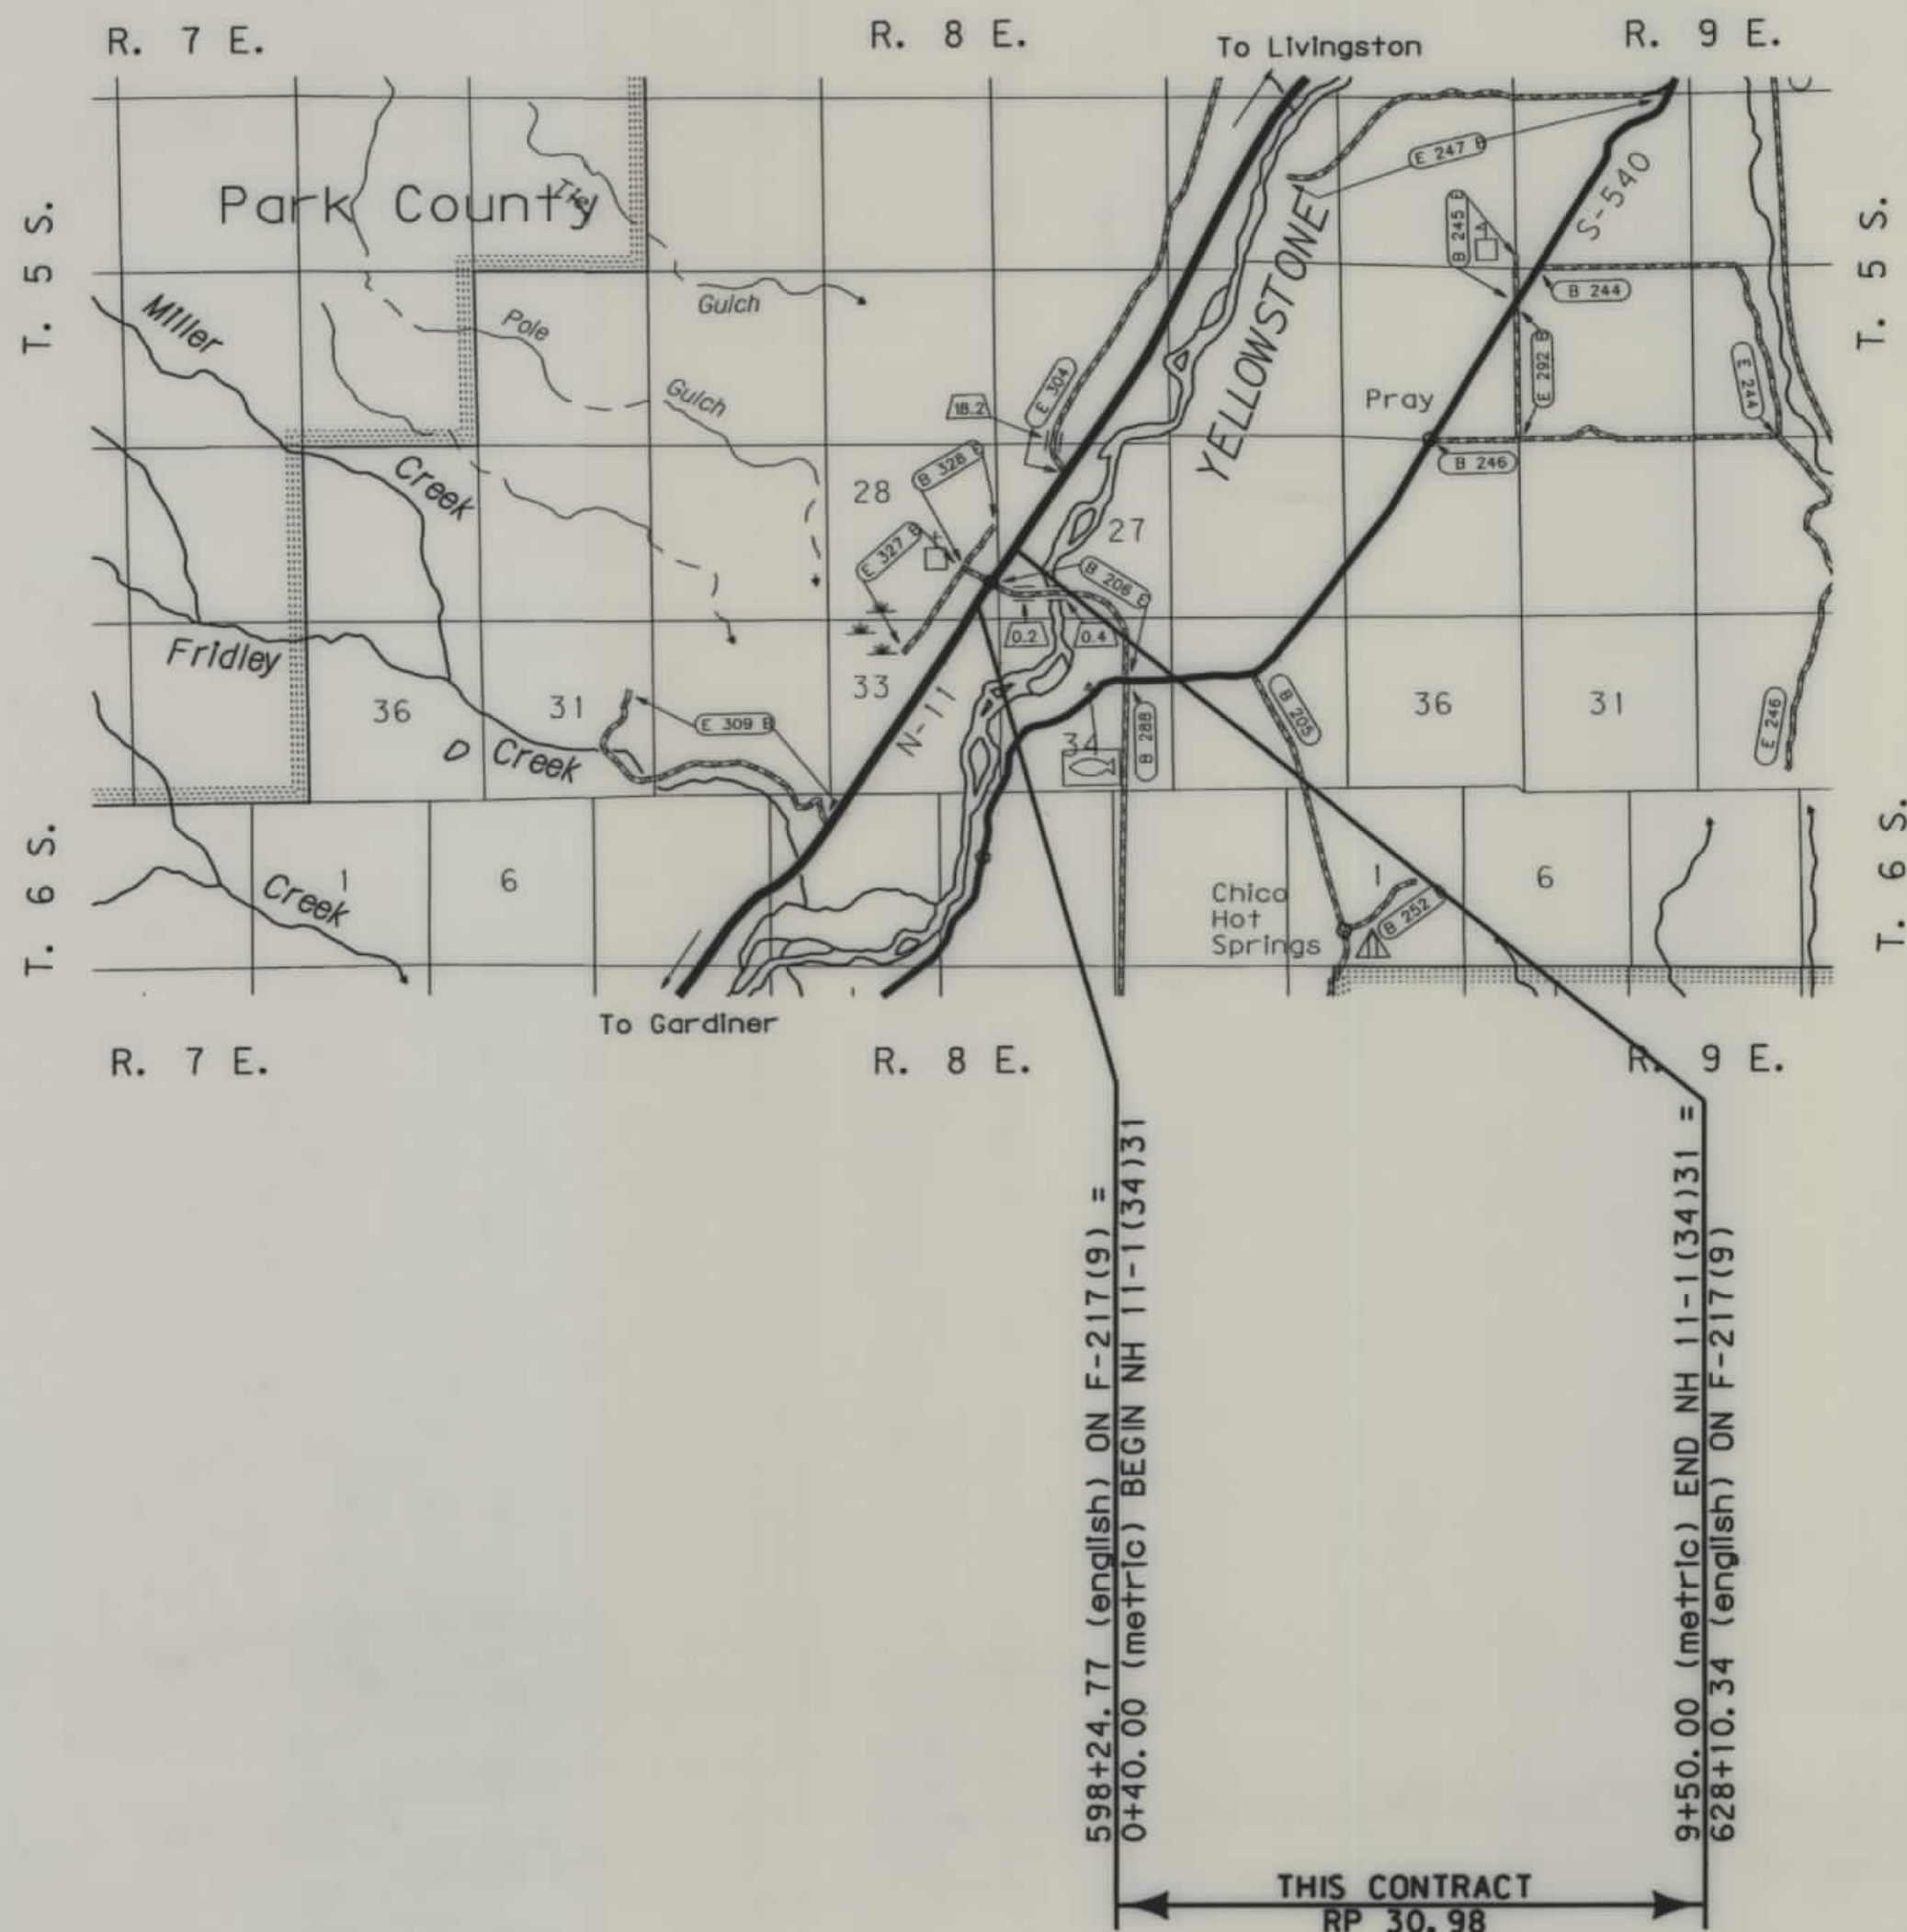 R. 7 E.
R. 8 E.
To Livingston
R. 9 E.
T. 5 S.
Park County
Tie
E 247 B
S-540
T. 5 S.
YELLOWSTONE
B 245 E
B 244
Miller
Pole
Gulch
Gulch
E 304
18.2
Pray
E 292 B
E 244
B 246
Creek
28
B 328 E
27
E 327 B
B 206 E
0.2
0.4
Fridley
33
N-11
36
31
E 309 B
34
B 288
B 205
36
31
E 246
Creek
T. 6 S.
1
6
Creek
Chico
Hot
Springs
1
B 252
6
T. 6 S.
To Gardiner
R. 7 E.
R. 8 E.
R. 9 E.
598+24.77 (english) ON F-217(9) =
0+40.00 (metric) BEGIN NH 11-1(34)31
9+50.00 (metric) END NH 11-1(34)31 =
628+10.34 (english) ON F-217(9)
THIS CONTRACT
RP 30.98